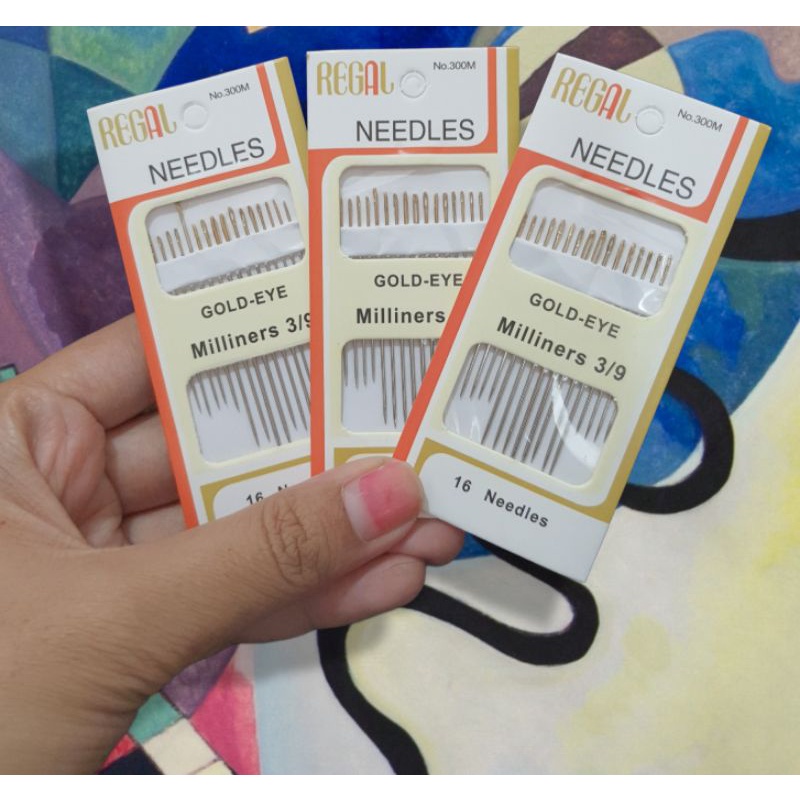 REGAL
No.300M
NEEDLES
GOLD-EYE
Milliners 3/9
16
REGAL
No.300M
NEEDLES
GOLD-EYE
Milliners
REGAL
No.300M
NEEDLES
GOLD-EYE
Milliners 3/9
16 Needles